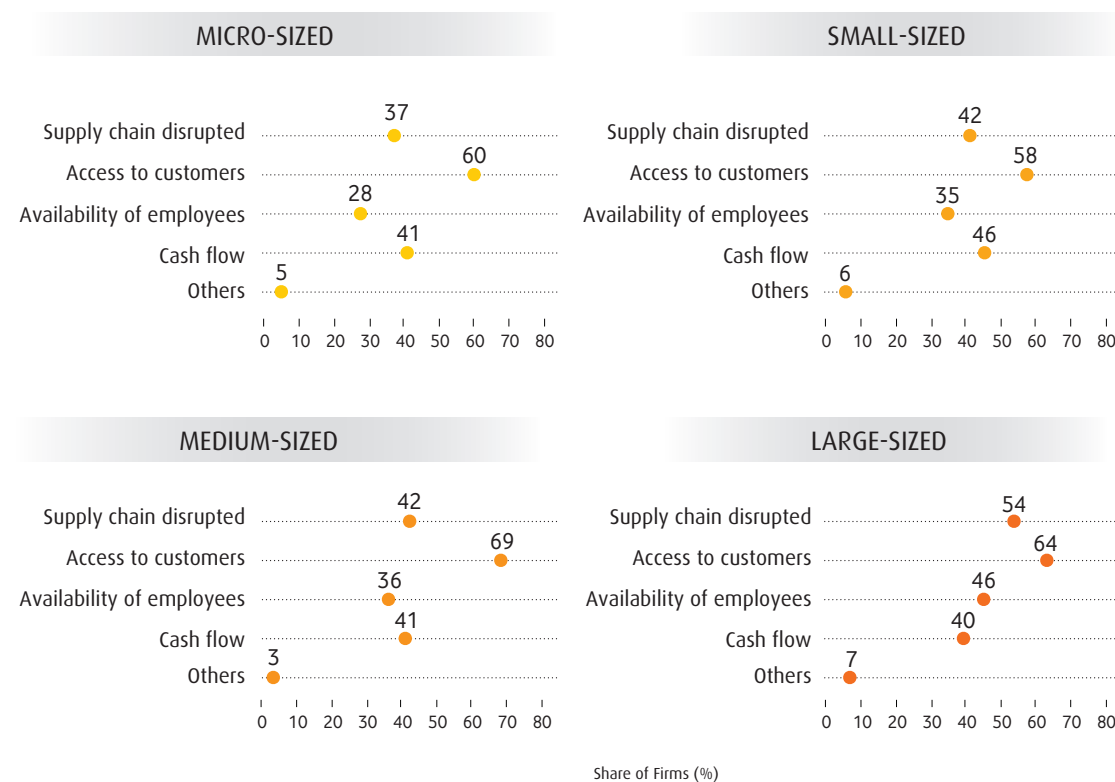 MICRO-SIZED
Supply chain disrupted 37
Access to customers 60
Availability of employees 28
Cash flow 41
Others 5
0 10 20 30 40 50 60 70 80
SMALL-SIZED
Supply chain disrupted 42
Access to customers 58
Availability of employees 35
Cash flow 46
Others 6
0 10 20 30 40 50 60 70 80
MEDIUM-SIZED
Supply chain disrupted 42
Access to customers 69
Availability of employees 36
Cash flow 41
Others 3
0 10 20 30 40 50 60 70 80
LARGE-SIZED
Supply chain disrupted 54
Access to customers 64
Availability of employees 46
Cash flow 40
Others 7
0 10 20 30 40 50 60 70 80
Share of Firms (%)